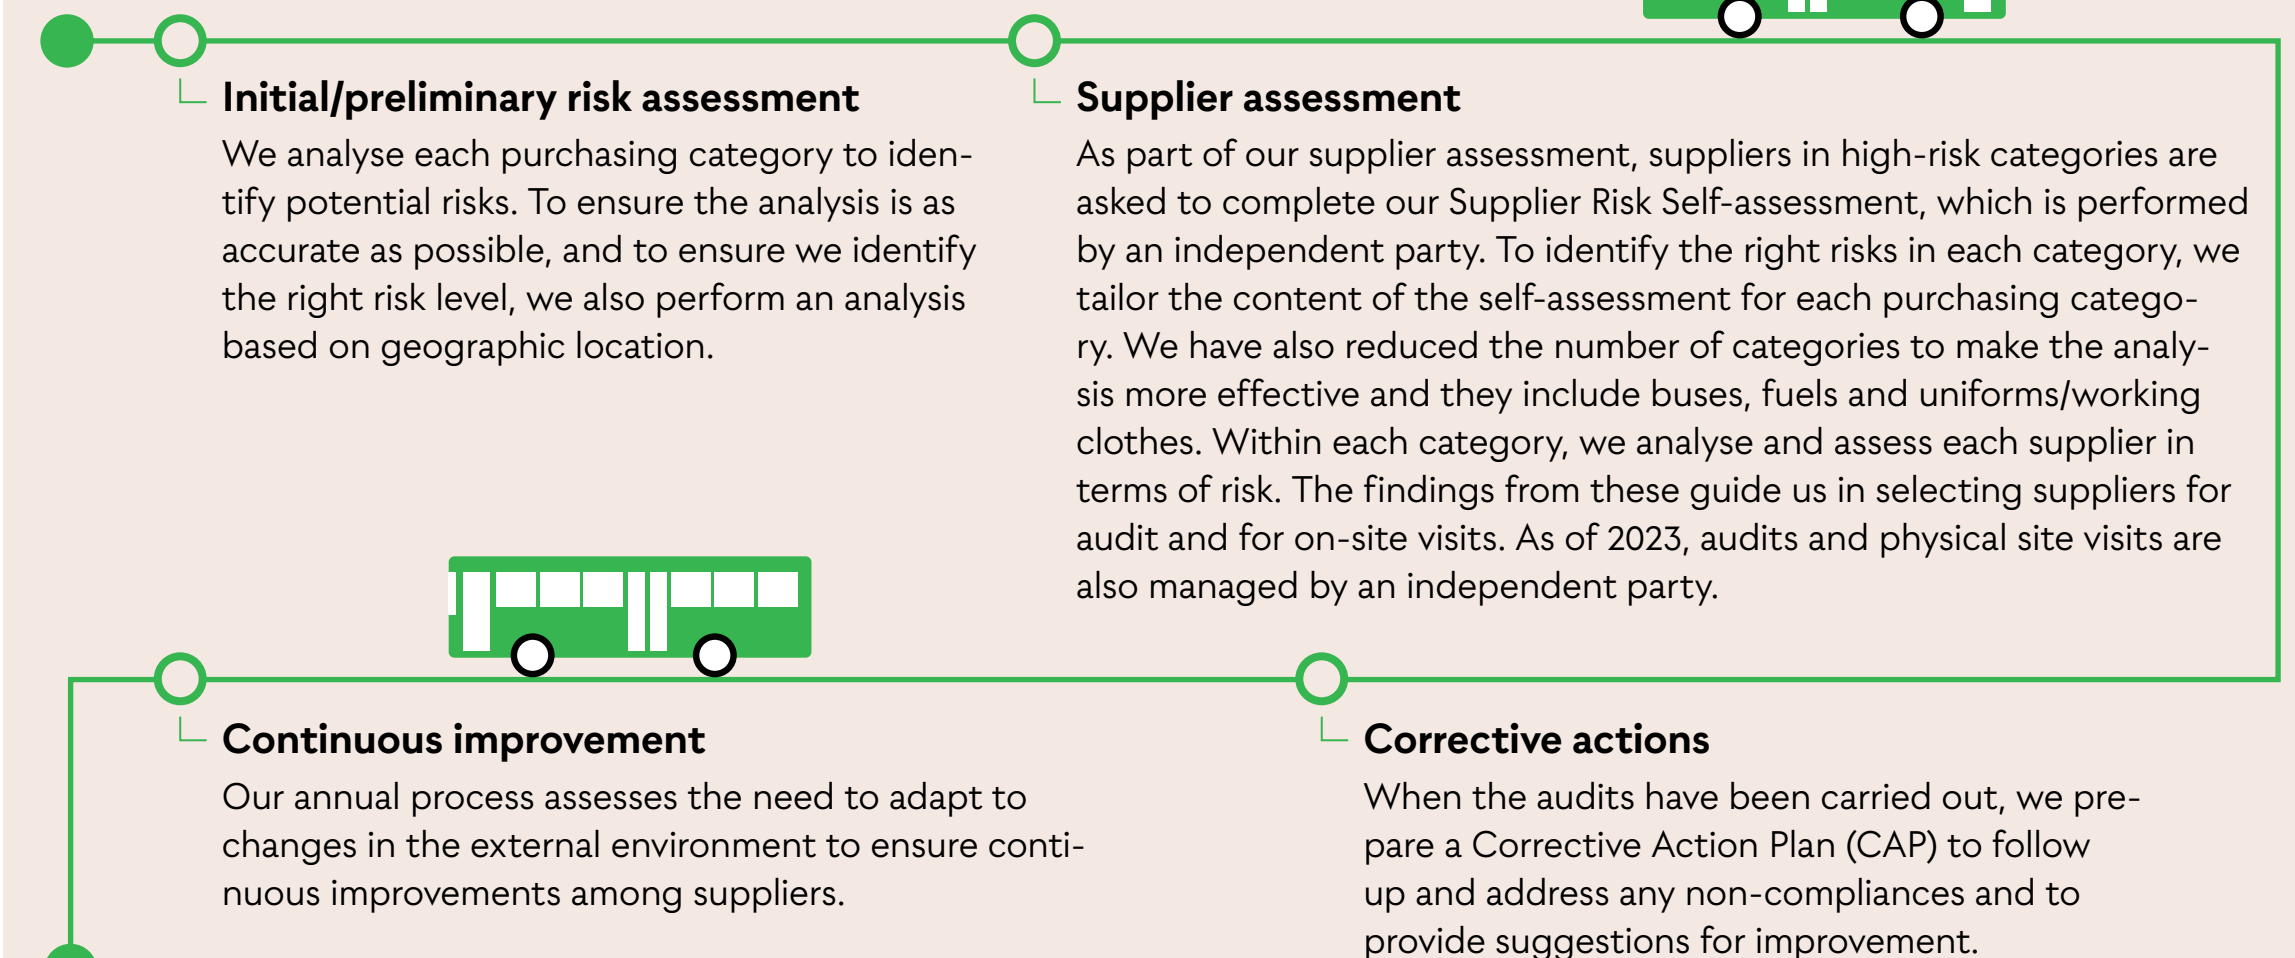 Initial/preliminary risk assessment
We analyse each purchasing category to iden-
tify potential risks. To ensure the analysis is as
accurate as possible, and to ensure we identify
the right risk level, we also perform an analysis
based on geographic location.
Supplier assessment
As part of our supplier assessment, suppliers in high-risk categories are
asked to complete our Supplier Risk Self-assessment, which is performed
by an independent party. To identify the right risks in each category, we
tailor the content of the self-assessment for each purchasing catego-
ry. We have also reduced the number of categories to make the analy-
sis more effective and they include buses, fuels and uniforms/working
clothes. Within each category, we analyse and assess each supplier in
terms of risk. The findings from these guide us in selecting suppliers for
audit and for on-site visits. As of 2023, audits and physical site visits are
also managed by an independent party.
Continuous improvement
Our annual process assesses the need to adapt to
changes in the external environment to ensure conti-
nuous improvements among suppliers.
Corrective actions
When the audits have been carried out, we pre-
pare a Corrective Action Plan (CAP) to follow
up and address any non-compliances and to
provide suggestions for improvement.